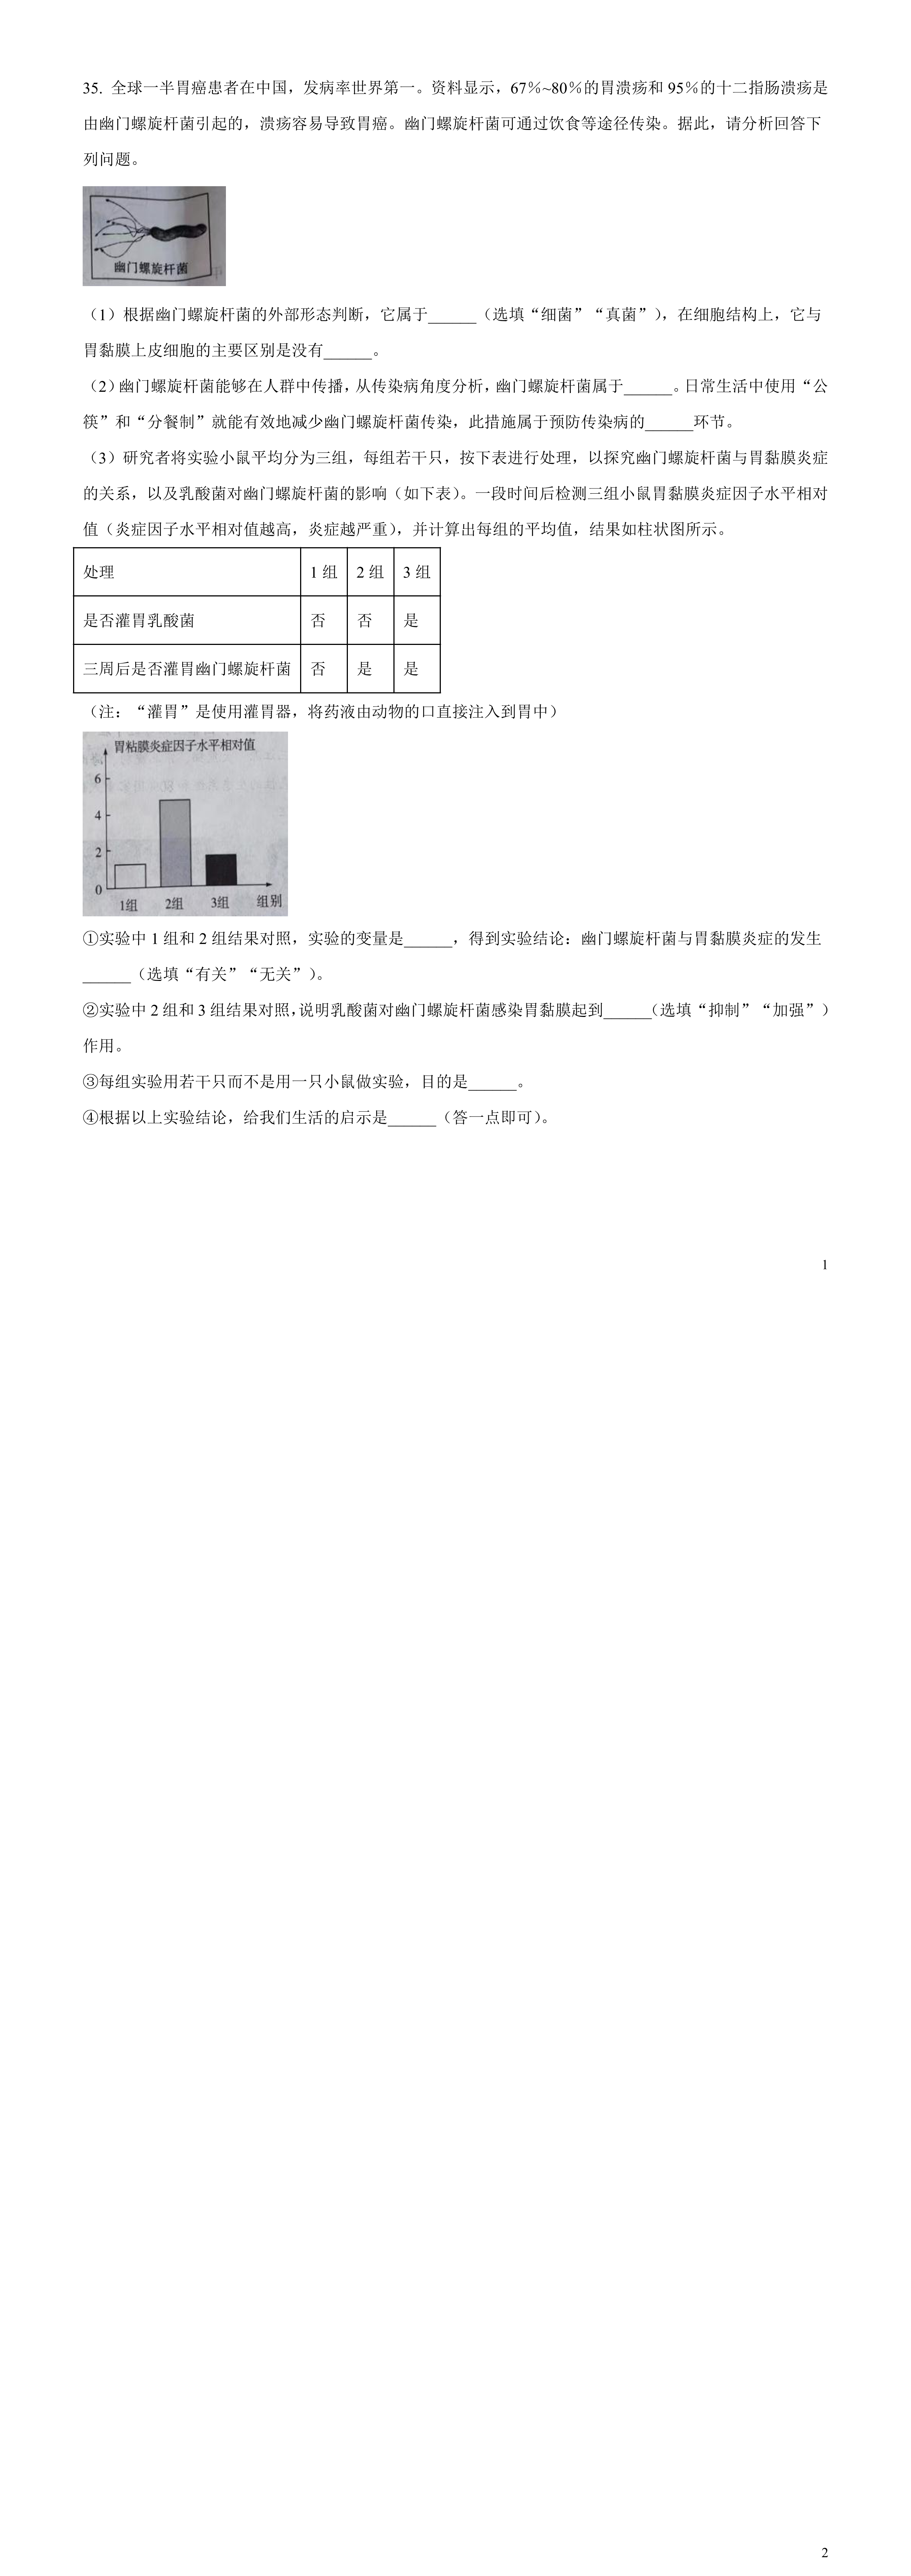 35. 全球一半胃癌患者在中国，发病率世界第一。资料显示，67%~80%的胃溃疡和95%的十二指肠溃疡是
由幽门螺旋杆菌引起的，溃疡容易导致胃癌。幽门螺旋杆菌可通过饮食等途径传染。据此，请分析回答下
列问题。
幽门螺旋杆菌
（1）根据幽门螺旋杆菌的外部形态判断，它属于______（选填“细菌”“真菌”），在细胞结构上，它与
胃黏膜上皮细胞的主要区别是没有______。
（2）幽门螺旋杆菌能够在人群中传播，从传染病角度分析，幽门螺旋杆菌属于______。日常生活中使用“公
筷”和“分餐制”就能有效地减少幽门螺旋杆菌传染，此措施属于预防传染病的______环节。
（3）研究者将实验小鼠平均分为三组，每组若干只，按下表进行处理，以探究幽门螺旋杆菌与胃黏膜炎症
的关系，以及乳酸菌对幽门螺旋杆菌的影响（如下表）。一段时间后检测三组小鼠胃黏膜炎症因子水平相对
值（炎症因子水平相对值越高，炎症越严重），并计算出每组的平均值，结果如柱状图所示。
处理 1组 2组 3组
是否灌胃乳酸菌 否 否 是
三周后是否灌胃幽门螺旋杆菌 否 是 是
（注：“灌胃”是使用灌胃器，将药液由动物的口直接注入到胃中）
胃粘膜炎症因子水平相对值
6
4
2
0
1组 2组 3组 组别
①实验中1组和2组结果对照，实验的变量是______，得到实验结论：幽门螺旋杆菌与胃黏膜炎症的发生
______（选填“有关”“无关”）。
②实验中2组和3组结果对照，说明乳酸菌对幽门螺旋杆菌感染胃黏膜起到______（选填“抑制”“加强”）
作用。
③每组实验用若干只而不是用一只小鼠做实验，目的是______。
④根据以上实验结论，给我们生活的启示是______（答一点即可）。
1
2